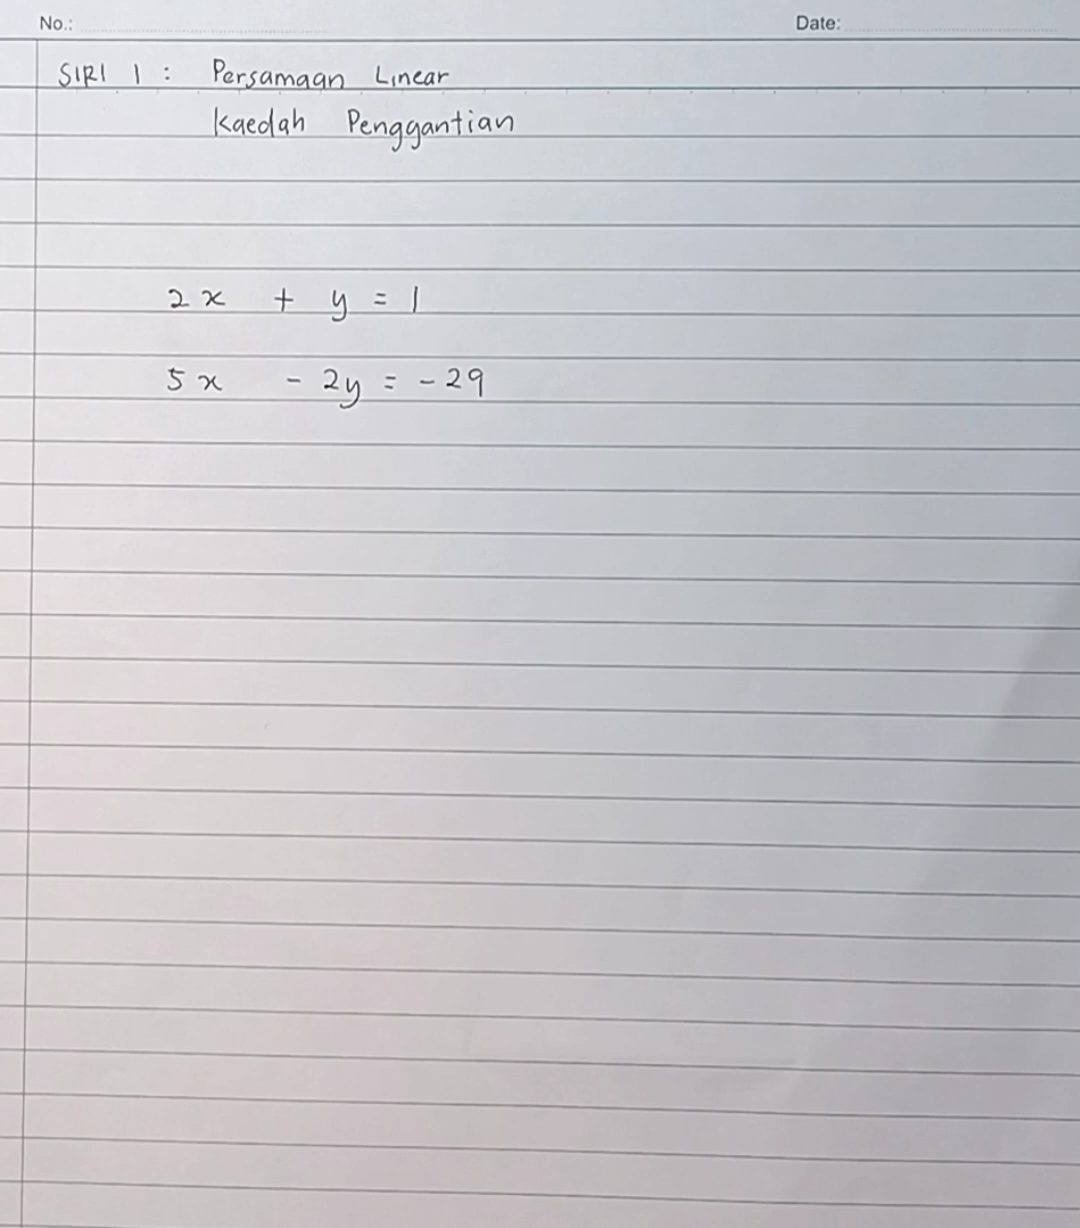 No.: Date:
SIRI 1 : Persamaan Linear
Kaedah Penggantian
2x + y = 1
5x - 2y = -29